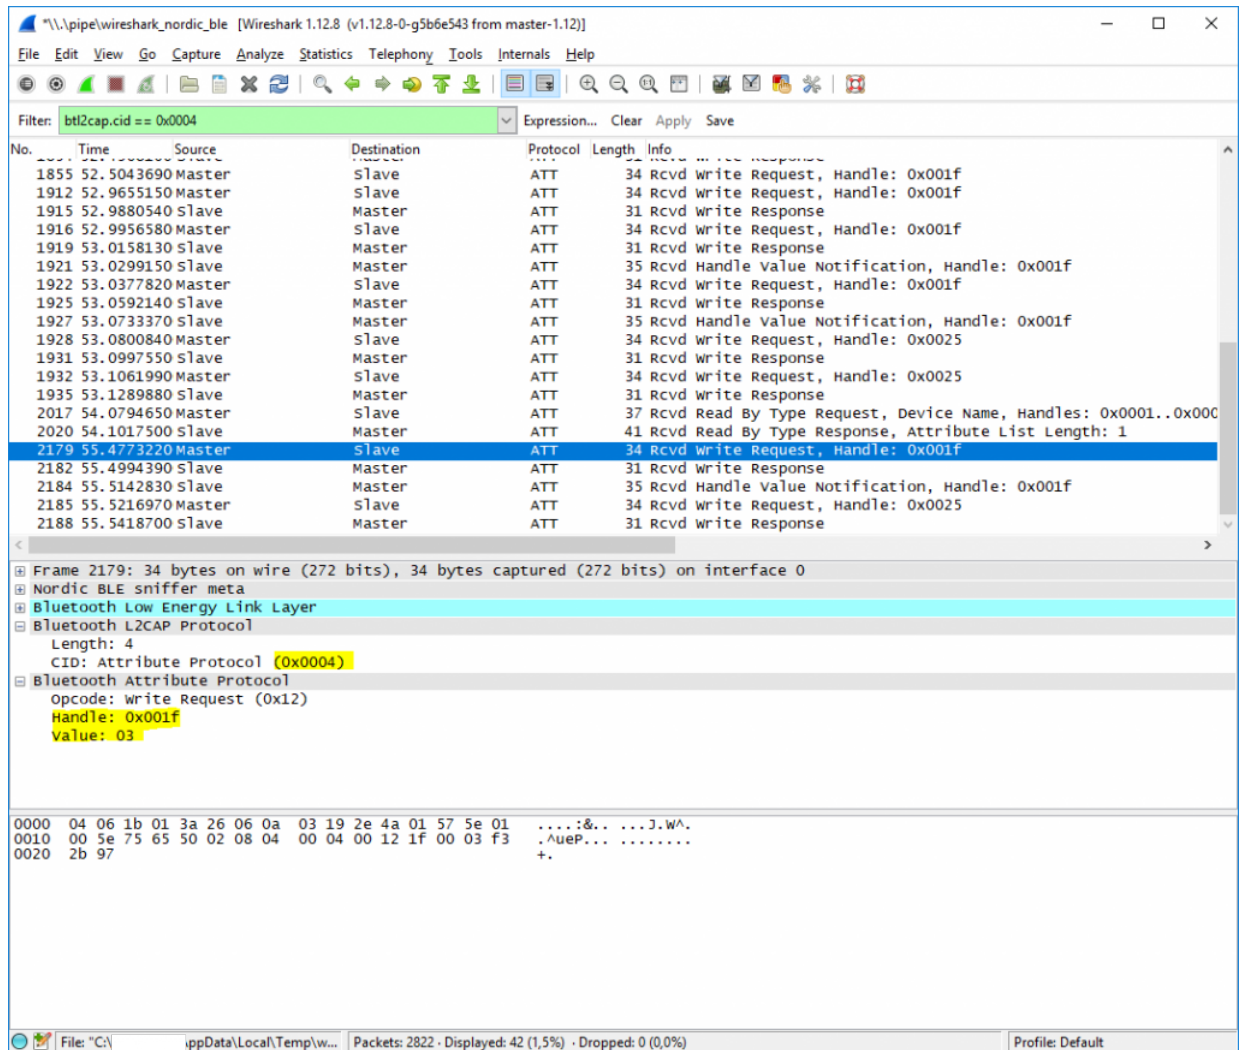 *\\.\pipe\wireshark_nordic_ble [Wireshark 1.12.8 (v1.12.8-0-g5b6e543 from master-1.12)]
File Edit View Go Capture Analyze Statistics Telephony Tools Internals Help
Filter: btl2cap.cid == 0x0004 Expression... Clear Apply Save
No. Time Source Destination Protocol Length Info
1855 52.5043690 Master Slave ATT 34 Rcvd Write Request, Handle: 0x001f
1912 52.9655150 Master Slave ATT 34 Rcvd Write Request, Handle: 0x001f
1915 52.9880540 Slave Master ATT 31 Rcvd Write Response
1916 52.9956580 Master Slave ATT 34 Rcvd Write Request, Handle: 0x001f
1919 53.0158130 Slave Master ATT 31 Rcvd Write Response
1921 53.0299150 Slave Master ATT 35 Rcvd Handle Value Notification, Handle: 0x001f
1922 53.0377820 Master Slave ATT 34 Rcvd Write Request, Handle: 0x001f
1925 53.0592140 Slave Master ATT 31 Rcvd Write Response
1927 53.0733370 Slave Master ATT 35 Rcvd Handle Value Notification, Handle: 0x001f
1928 53.0800840 Master Slave ATT 34 Rcvd Write Request, Handle: 0x0025
1931 53.0997550 Slave Master ATT 31 Rcvd Write Response
1932 53.1061990 Master Slave ATT 34 Rcvd Write Request, Handle: 0x0025
1935 53.1289880 Slave Master ATT 31 Rcvd Write Response
2017 54.0794650 Master Slave ATT 37 Rcvd Read By Type Request, Device Name, Handles: 0x0001..0x000
2020 54.1017500 Slave Master ATT 41 Rcvd Read By Type Response, Attribute List Length: 1
2179 55.4773220 Master Slave ATT 34 Rcvd Write Request, Handle: 0x001f
2182 55.4994390 Slave Master ATT 31 Rcvd Write Response
2184 55.5142830 Slave Master ATT 35 Rcvd Handle Value Notification, Handle: 0x001f
2185 55.5216970 Master Slave ATT 34 Rcvd Write Request, Handle: 0x0025
2188 55.5418700 Slave Master ATT 31 Rcvd Write Response
Frame 2179: 34 bytes on wire (272 bits), 34 bytes captured (272 bits) on interface 0
Nordic BLE sniffer meta
Bluetooth Low Energy Link Layer
Bluetooth L2CAP Protocol
Length: 4
CID: Attribute Protocol (0x0004)
Bluetooth Attribute Protocol
Opcode: Write Request (0x12)
Handle: 0x001f
Value: 03
0000 04 06 1b 01 3a 26 06 0a 03 19 2e 4a 01 57 5e 01 ....:&.. ...J.W^.
0010 00 5e 75 65 50 02 08 04 00 04 00 12 1f 00 03 f3 .^ueP... ........
0020 2b 97 +.
File: "C:\ \ppData\Local\Temp\w... Packets: 2822 · Displayed: 42 (1,5%) · Dropped: 0 (0,0%) Profile: Default